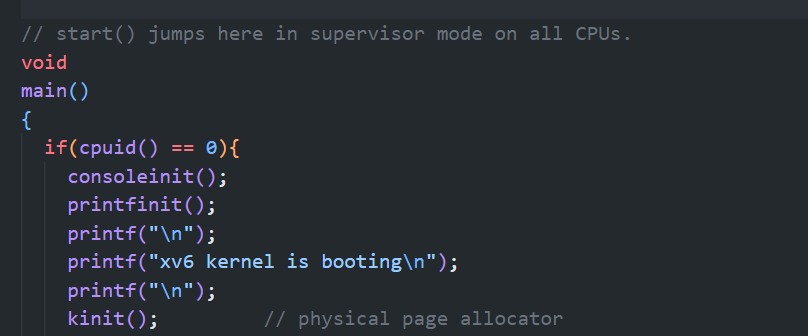 // start() jumps here in supervisor mode on all CPUs.
void
main()
{
  if(cpuid() == 0){
    consoleinit();
    printfinit();
    printf("\n");
    printf("xv6 kernel is booting\n");
    printf("\n");
    kinit();         // physical page allocator